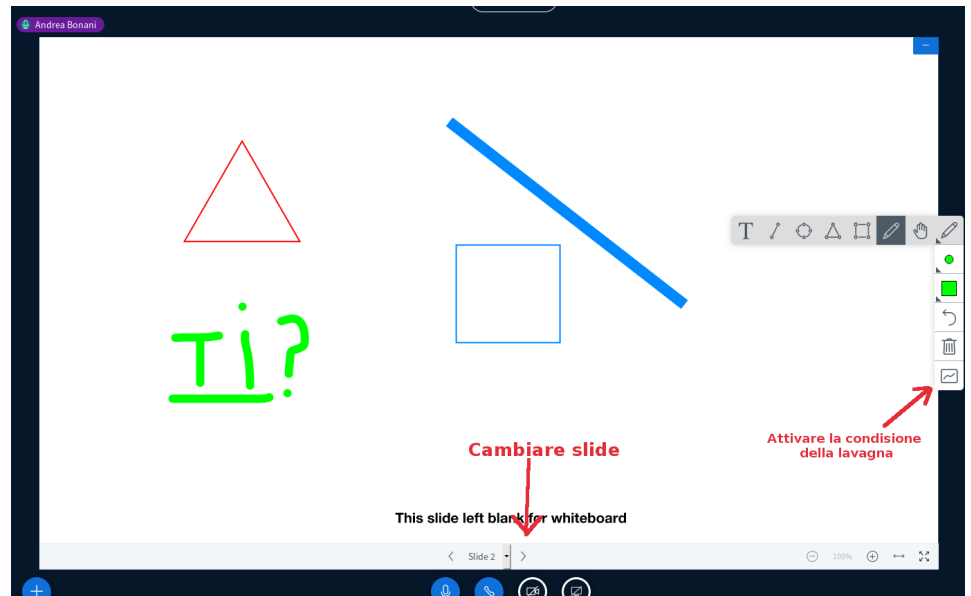 Andrea Bonani
T
Ti?
Cambiare slide
Attivare la condisione
della lavagna
This slide left blank for whiteboard
Slide 2
100%